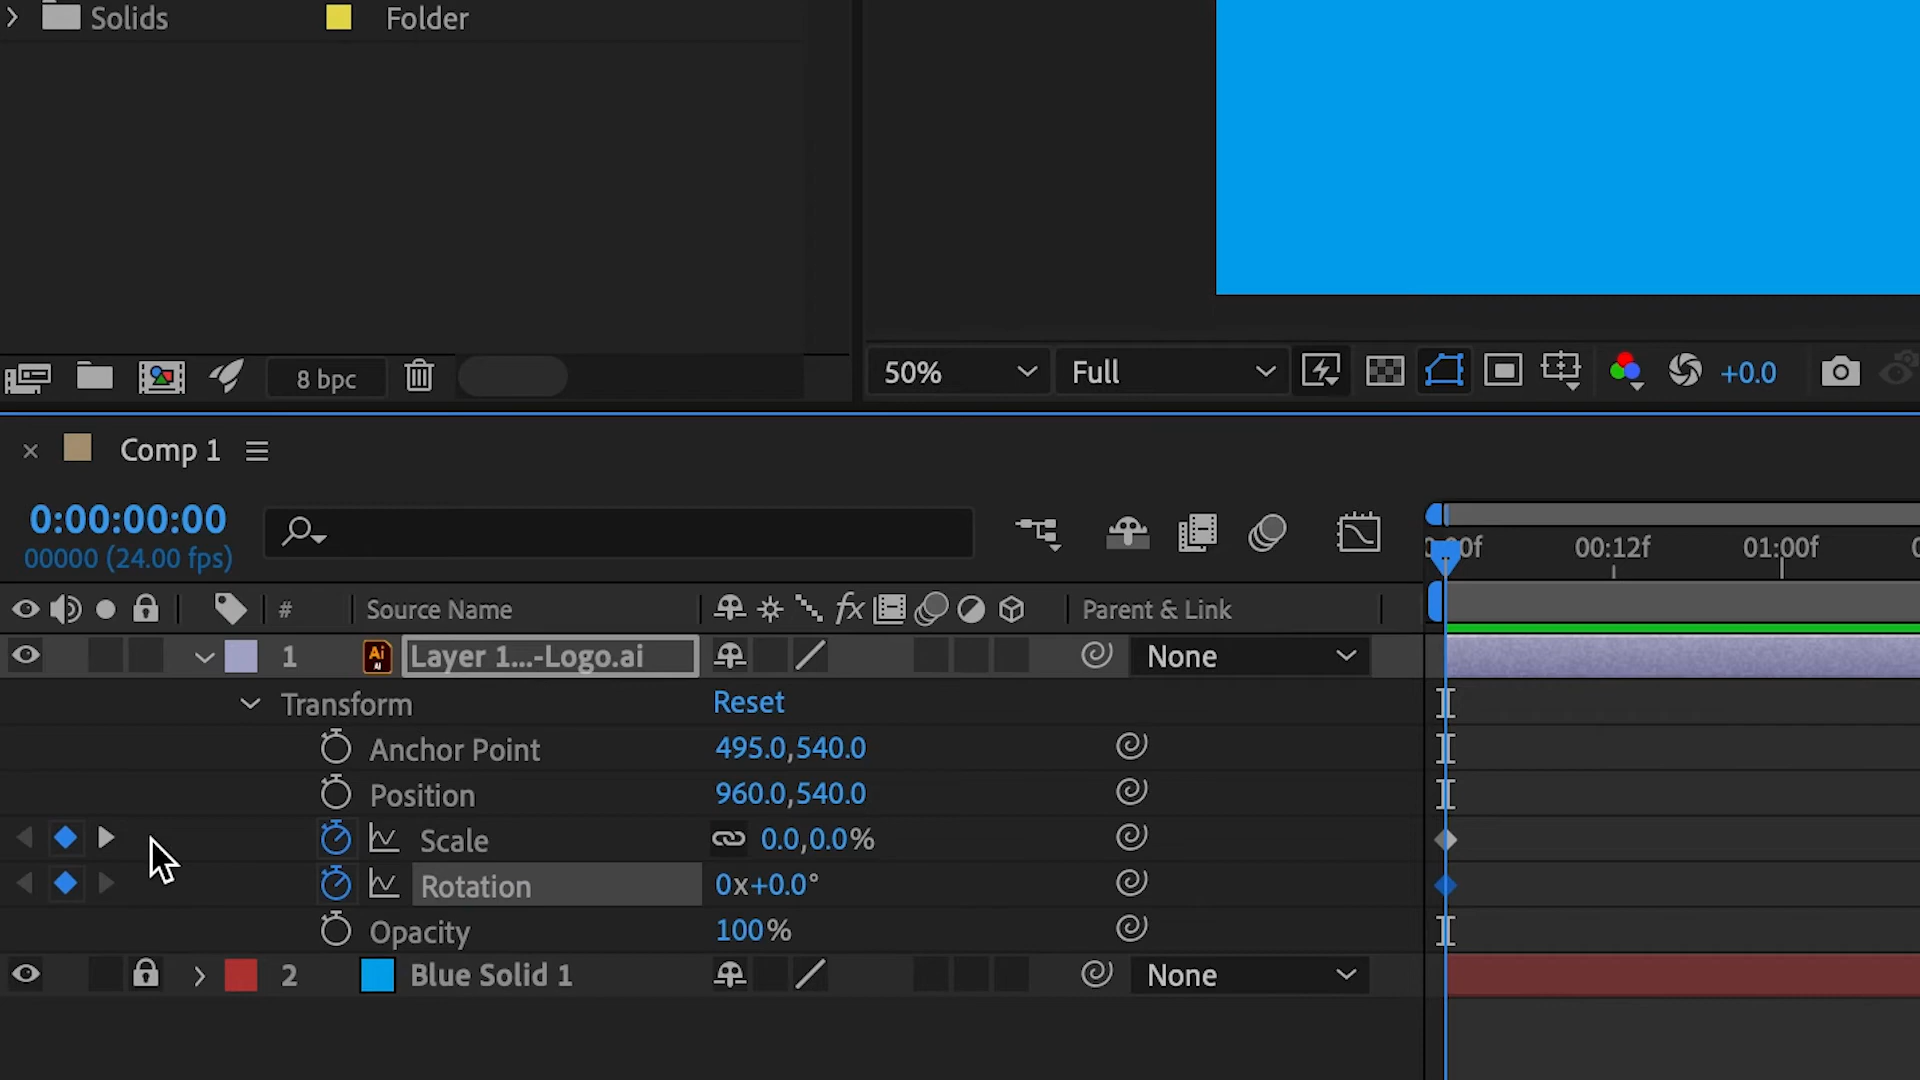 Solids
Folder
8 bpc
50%
Full
+0.0
Comp 1
0:00:00:00
00000 (24.00 fps)
00:12f
01:00f
#
Source Name
fx
Parent & Link
1
Ai
Layer 1...-Logo.ai
None
Transform
Reset
Anchor Point
495.0,540.0
Position
960.0,540.0
Scale
0.0,0.0%
Rotation
0x+0.0°
Opacity
100%
2
Blue Solid 1
None